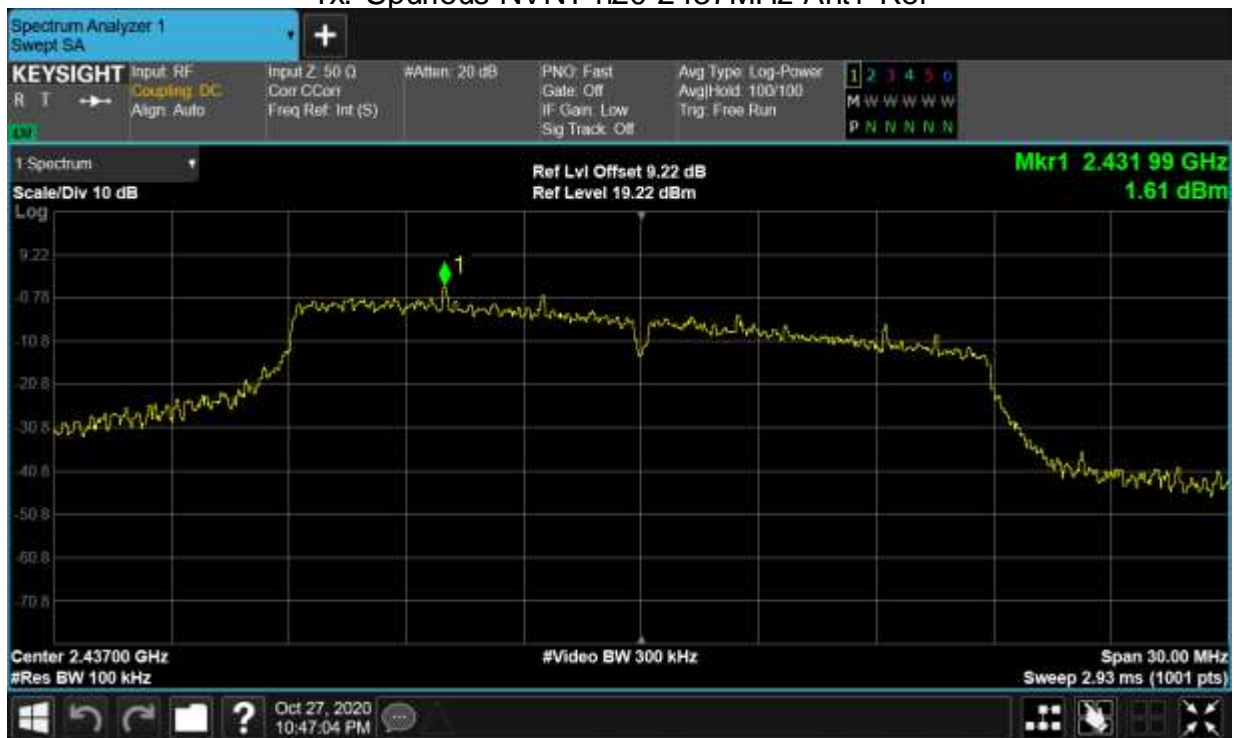 Tx. Spurious NVNT n20 2437MHz Ant1 Ref
Spectrum Analyzer 1
Swept SA
KEYSIGHT
R T
Input: RF
Coupling: DC
Align: Auto
Input Z: 50 Ω
Corr CCorr
Freq Ref: Int (S)
#Atten: 20 dB
PNO: Fast
Gate: Off
IF Gain: Low
Sig Track: Off
Avg Type: Log-Power
Avg|Hold: 100/100
Trig: Free Run
1 2 3 4 5 6
M W W W W W
P N N N N N
1 Spectrum
Scale/Div 10 dB
Log
Ref Lvl Offset 9.22 dB
Ref Level 19.22 dBm
Mkr1 2.431 99 GHz
1.61 dBm
1
9.22
-0.78
-10.8
-20.8
-30.8
-40.8
-50.8
-60.8
-70.8
Center 2.43700 GHz
#Res BW 100 kHz
#Video BW 300 kHz
Span 30.00 MHz
Sweep 2.93 ms (1001 pts)
?
Oct 27, 2020
10:47:04 PM